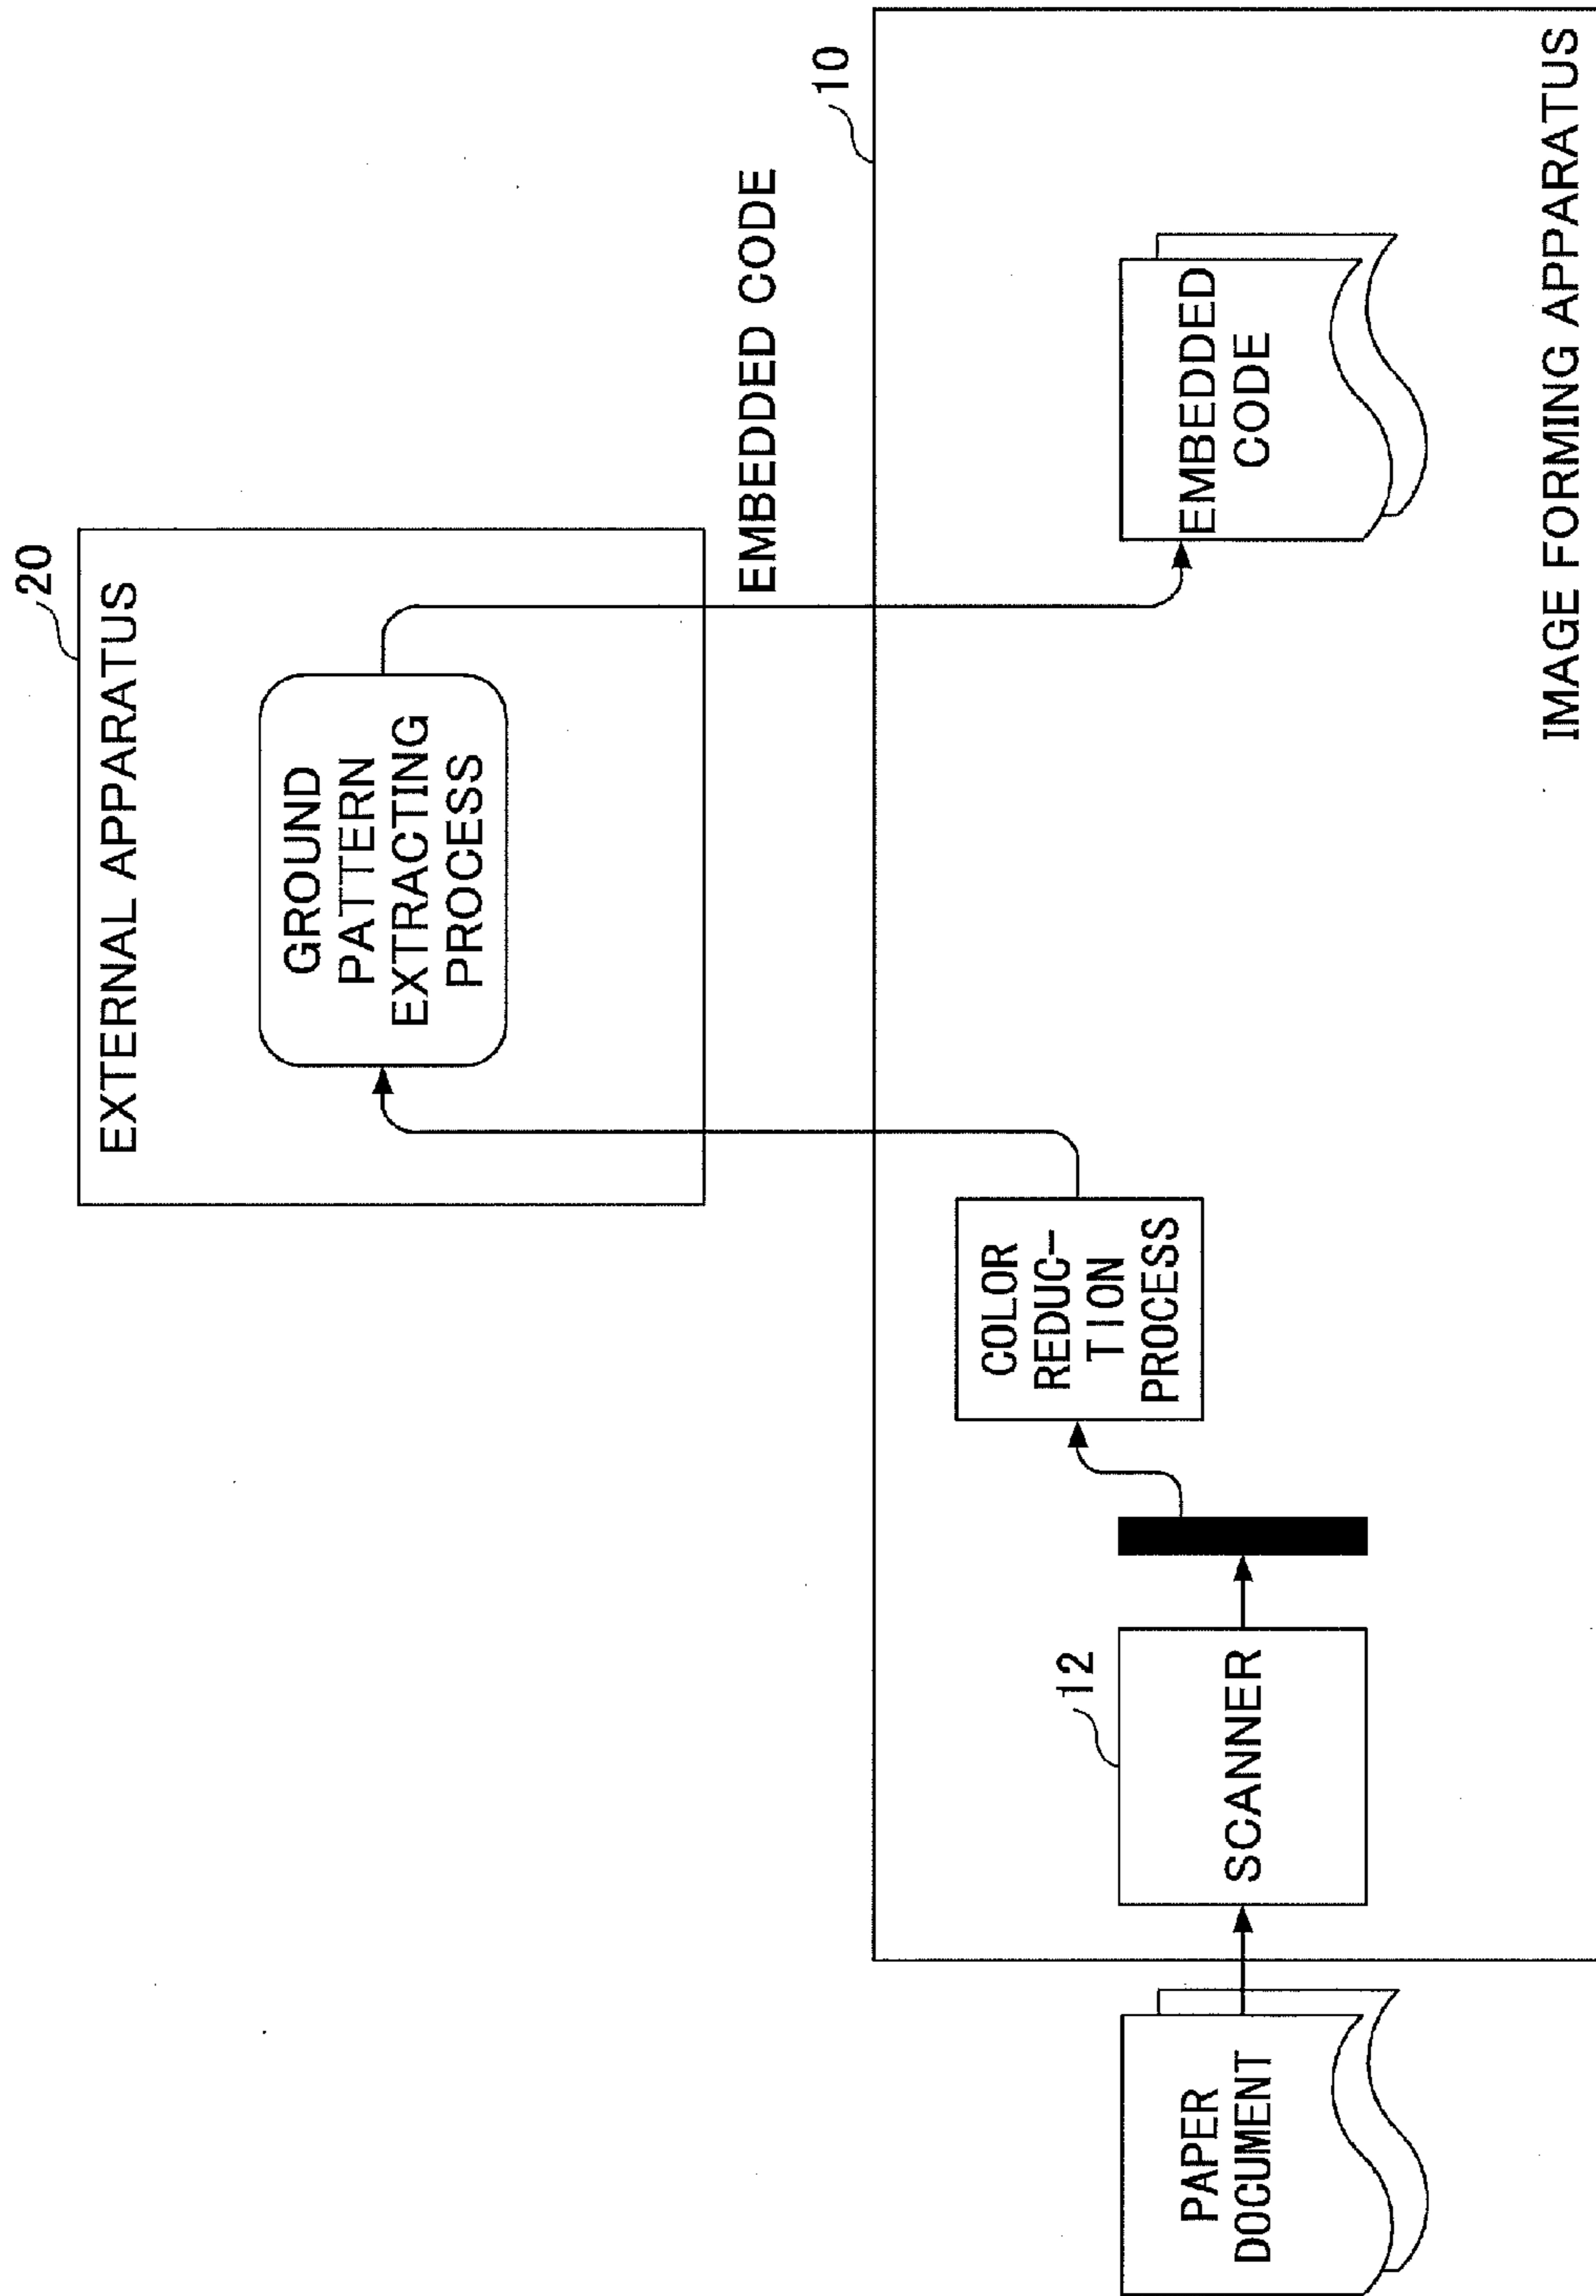 20
EXTERNAL APPARATUS
GROUND
PATTERN
EXTRACTING
PROCESS
EMBEDDED CODE
10
COLOR
REDUC-
TION
PROCESS
12
SCANNER
PAPER
DOCUMENT
EMBEDDED
CODE
IMAGE FORMING APPARATUS